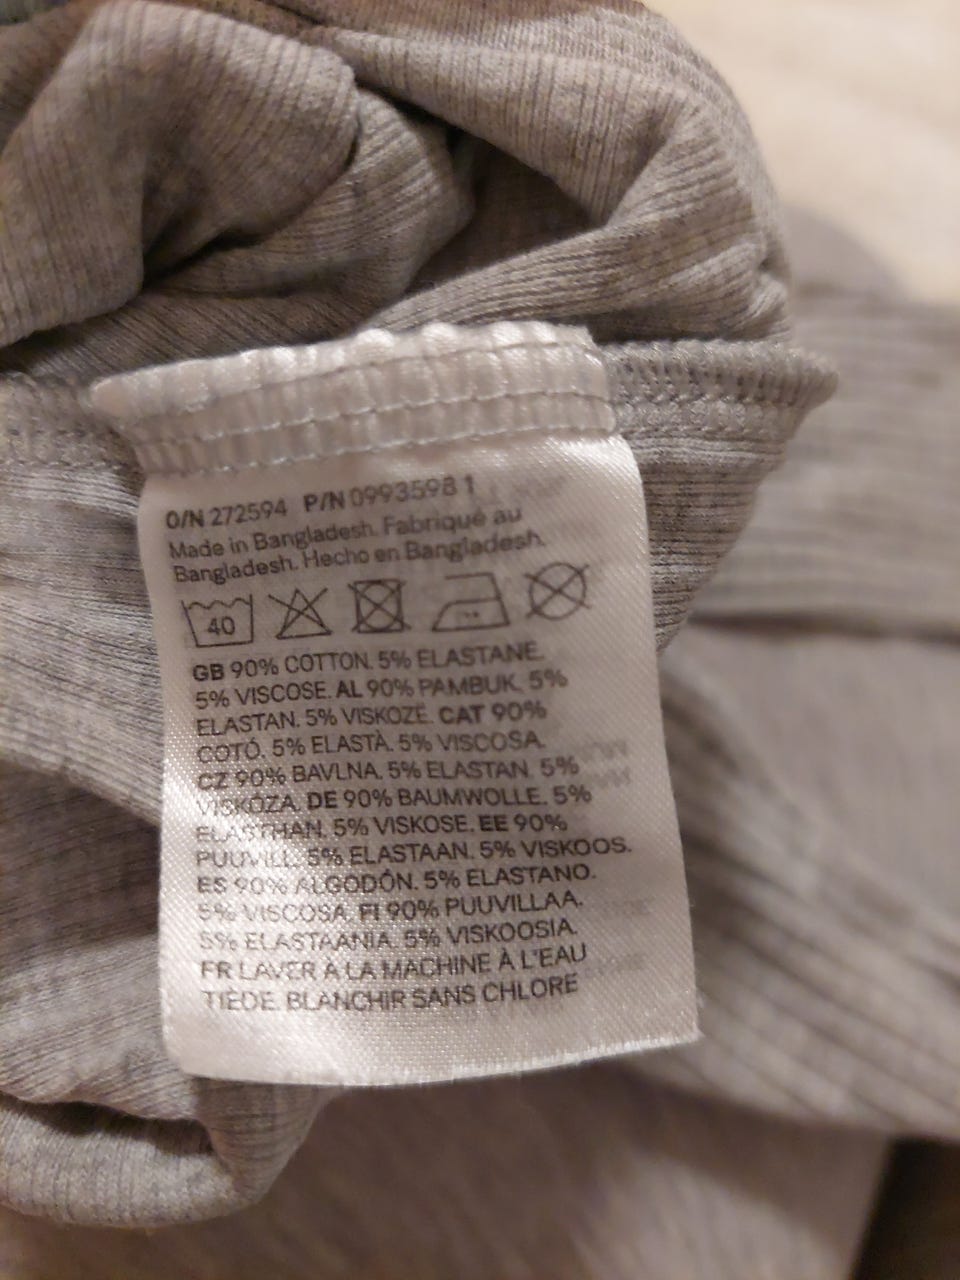 O/N 272594 P/N 0993598 1
Made in Bangladesh. Fabriqué au
Bangladesh. Hecho en Bangladesh.
40
GB 90% COTTON. 5% ELASTANE.
5% VISCOSE. AL 90% PAMBUK. 5%
ELASTAN. 5% VISKOZË. CAT 90%
COTÓ. 5% ELASTÀ. 5% VISCOSA.
CZ 90% BAVLNA. 5% ELASTAN. 5%
VISKÓZA. DE 90% BAUMWOLLE. 5%
ELASTHAN. 5% VISKOSE. EE 90%
PUUVILL. 5% ELASTAAN. 5% VISKOOS.
ES 90% ALGODÓN. 5% ELASTANO.
5% VISCOSA. FI 90% PUUVILLAA.
5% ELASTAANIA. 5% VISKOOSIA.
FR LAVER À LA MACHINE À L'EAU
TIÈDE. BLANCHIR SANS CHLORE